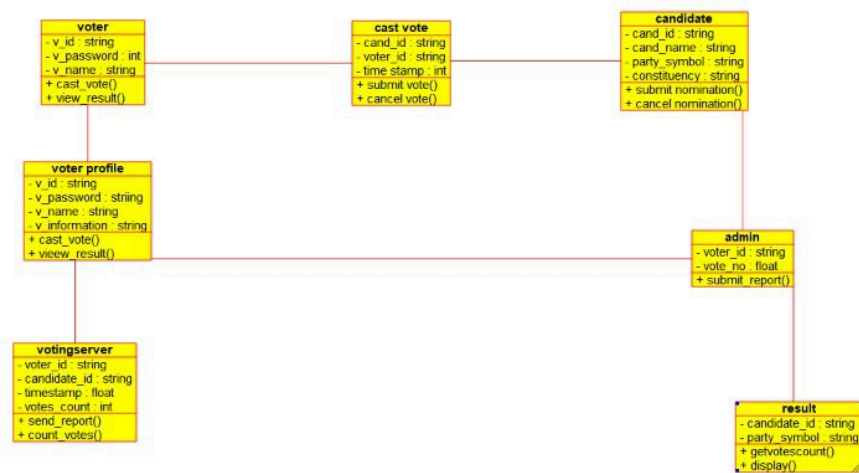 voter
- v_id : string
- v_password : int
- v_name : string
+ cast_vote()
+ view_result()
cast vote
- cand_id : string
- voter_id : string
- time stamp : int
+ submit vote()
+ cancel vote()
candidate
- cand_id : string
- cand_name : string
- party_symbol : string
- constituency : string
+ submit nomination()
+ cancel nomination()
voter profile
- v_id : string
- v_password : striing
- v_name : string
- v_information : string
+ cast_vote()
+ vieew_result()
admin
- voter_id : string
- vote_no : float
+ submit_report()
votingserver
- voter_id : string
- candidate_id : string
- timestamp : float
- votes_count : int
+ send_report()
+ count_votes()
result
- candidate_id : string
- party_symbol : string
+ getvotescount()
+ display()